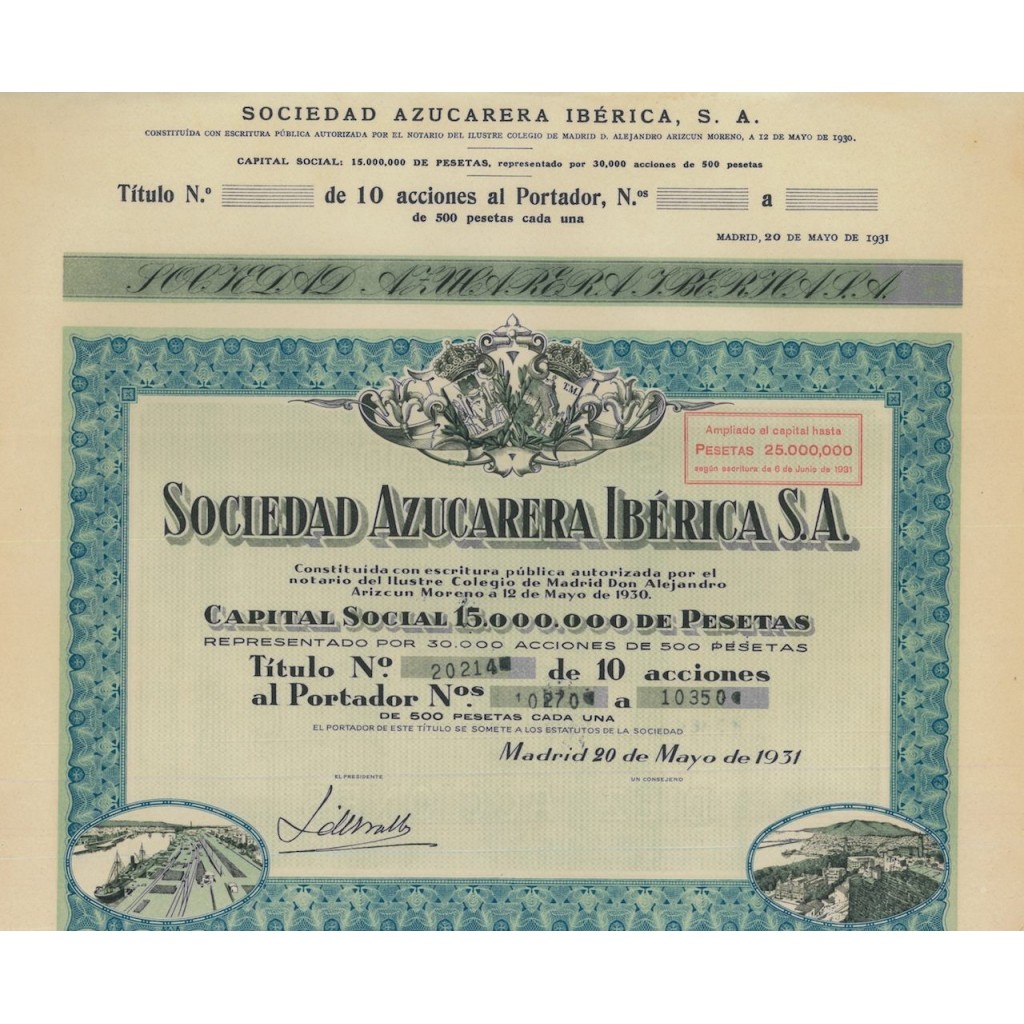 SOCIEDAD AZUCARERA IBÉRICA, S. A.
CONSTITUÍDA CON ESCRITURA PÚBLICA AUTORIZADA POR EL NOTARIO DEL ILUSTRE COLEGIO DE MADRID D. ALEJANDRO ARIZCUN MORENO, A 12 DE MAYO DE 1930.
CAPITAL SOCIAL: 15.000,000 DE PESETAS, representado por 30,000 acciones de 500 pesetas
Título N.º de 10 acciones al Portador, N.os a
de 500 pesetas cada una
MADRID, 20 DE MAYO DE 1931
SOCIEDAD AZUCARERA IBERICA S.A.
T.M.
Ampliado el capital hasta
PESETAS 25.000,000
según escritura de 6 de Junio de 1931
SOCIEDAD AZUCARERA IBÉRICA S.A.
Constituida con escritura pública autorizada por el
notario del Ilustre Colegio de Madrid Don Alejandro
Arizcun Moreno a 12 de Mayo de 1930.
CAPITAL SOCIAL 15.000.000 DE PESETAS
REPRESENTADO POR 30.000 ACCIONES DE 500 PESETAS
Título Nº. 20214 de 10 acciones
al Portador Nos. a 10350
DE 500 PESETAS CADA UNA
EL PORTADOR DE ESTE TÍTULO SE SOMETE A LOS ESTATUTOS DE LA SOCIEDAD
Madrid 20 de Mayo de 1931
EL PRESIDENTE UN CONSEJERO